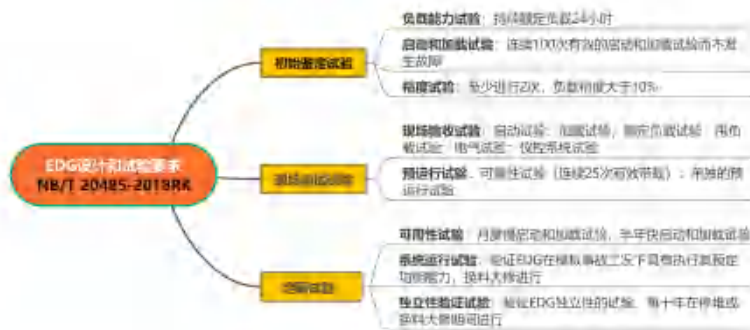 EDG设计和试验要求
NB/T 20485-2018RK
初始鉴定试验
负载能力试验：持续额定负载24小时
启动和加载试验：连续100次有效的启动和加载试验而不发
生故障
裕度试验：至少进行2次，负载裕度大于10%
现场验收试验：启动试验；加载试验；额定负载试验；甩负
载试验；电气试验；仪控系统试验
预运行试验：可靠性试验（连续25次有效带载）；单独的预
运行试验
定期试验
可用性试验：月度慢启动和加载试验，半年快启动和加载试验
系统运行试验：验证EDG在模拟事故工况下具有执行其预定
功能能力，换料大修进行
独立性验证试验：验证EDG独立性的试验，每十年在停堆或
换料大修期间进行